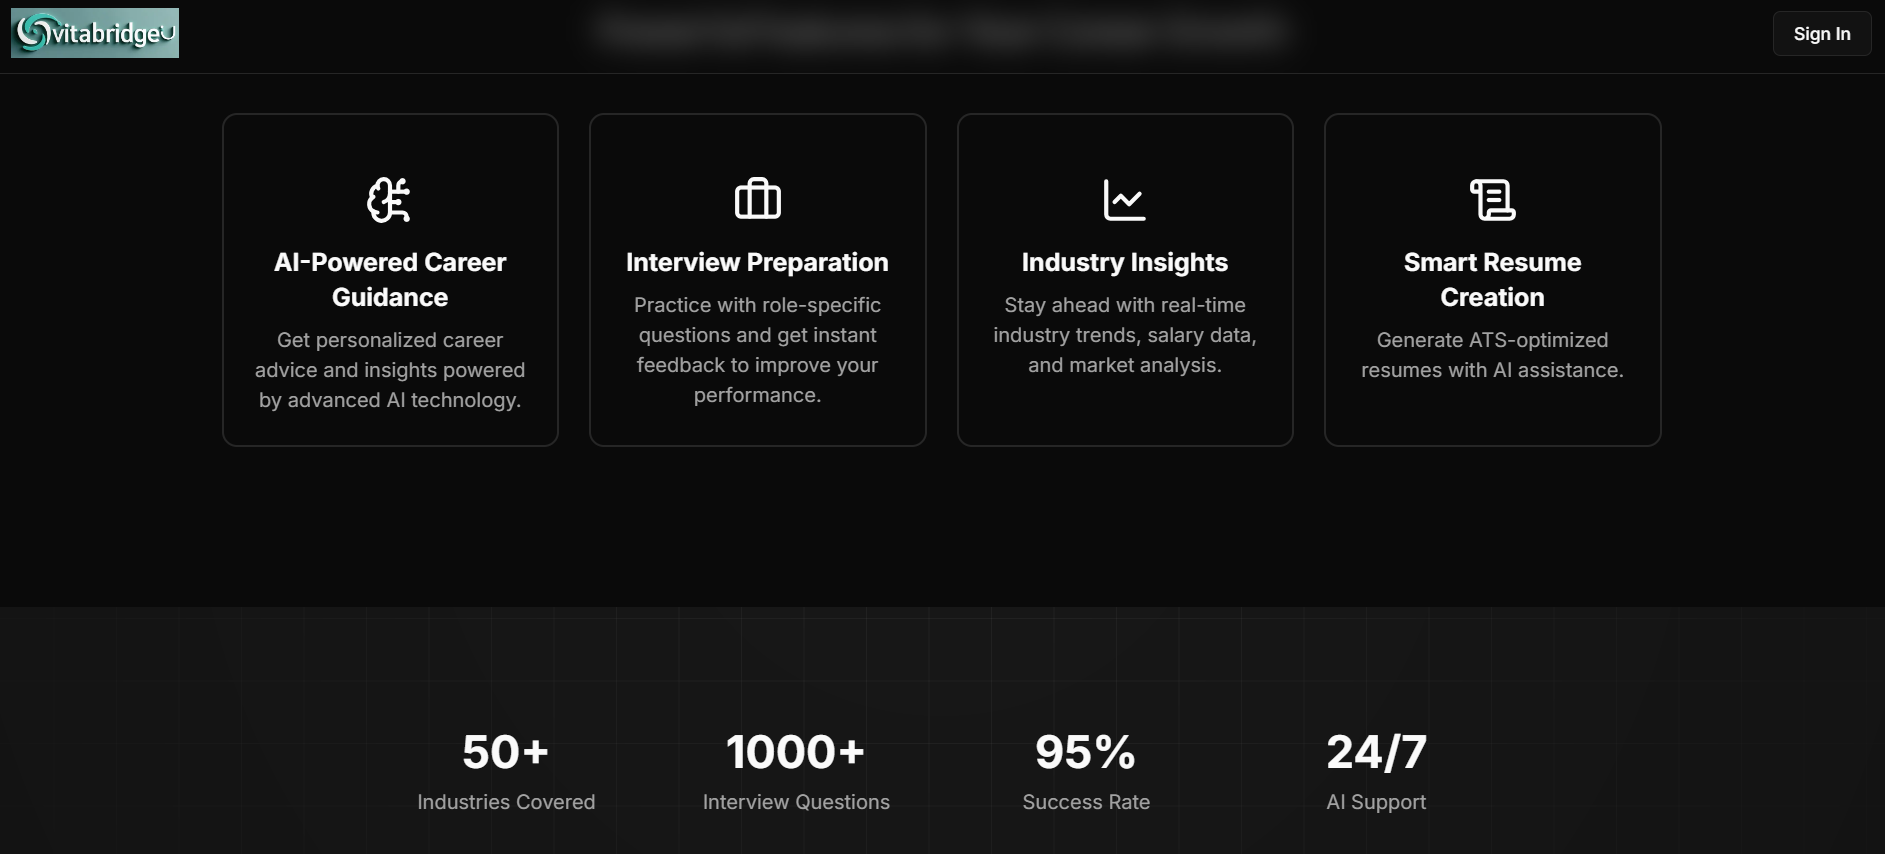 vitabridgeU
Sign In
AI-Powered Career
Guidance
Get personalized career
advice and insights powered
by advanced AI technology.
Interview Preparation
Practice with role-specific
questions and get instant
feedback to improve your
performance.
Industry Insights
Stay ahead with real-time
industry trends, salary data,
and market analysis.
Smart Resume
Creation
Generate ATS-optimized
resumes with AI assistance.
50+
Industries Covered
1000+
Interview Questions
95%
Success Rate
24/7
AI Support